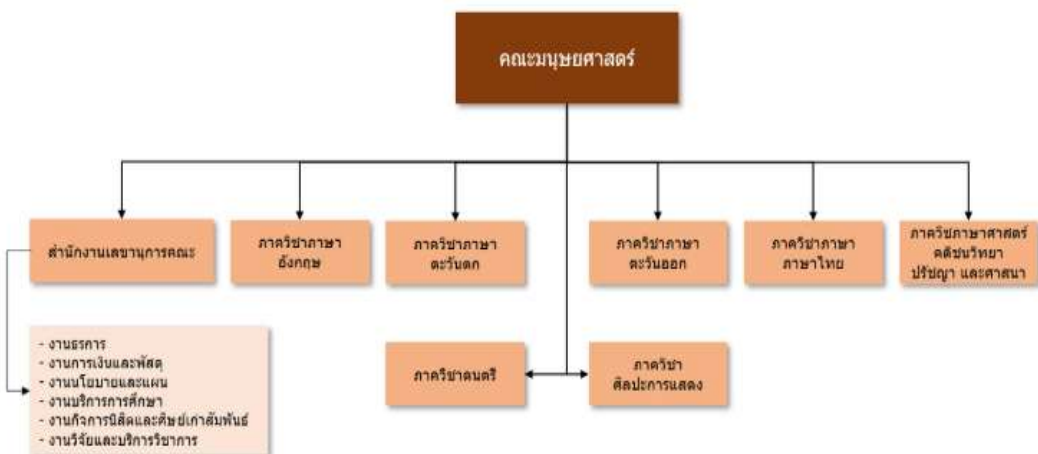 คณะมนุษยศาสตร์
สำนักงานเลขานุการคณะ
ภาควิชาภาษา
อังกฤษ
ภาควิชาภาษา
ตะวันตก
ภาควิชาภาษา
ตะวันออก
ภาควิชาภาษา
ภาษาไทย
ภาควิชภาษาศาสตร์
คติชนวิทยา
ปรัชญา และศาสนา
- งานธุรการ
- งานการเงินและพัสดุ
- งานนโยบายและแผน
- งานบริการการศึกษา
- งานกิจการนิสิตและศิษย์เก่าสัมพันธ์
- งานวิจัยและบริการวิชาการ
ภาควิชาดนตรี
ภาควิชา
ศิลปะการแสดง